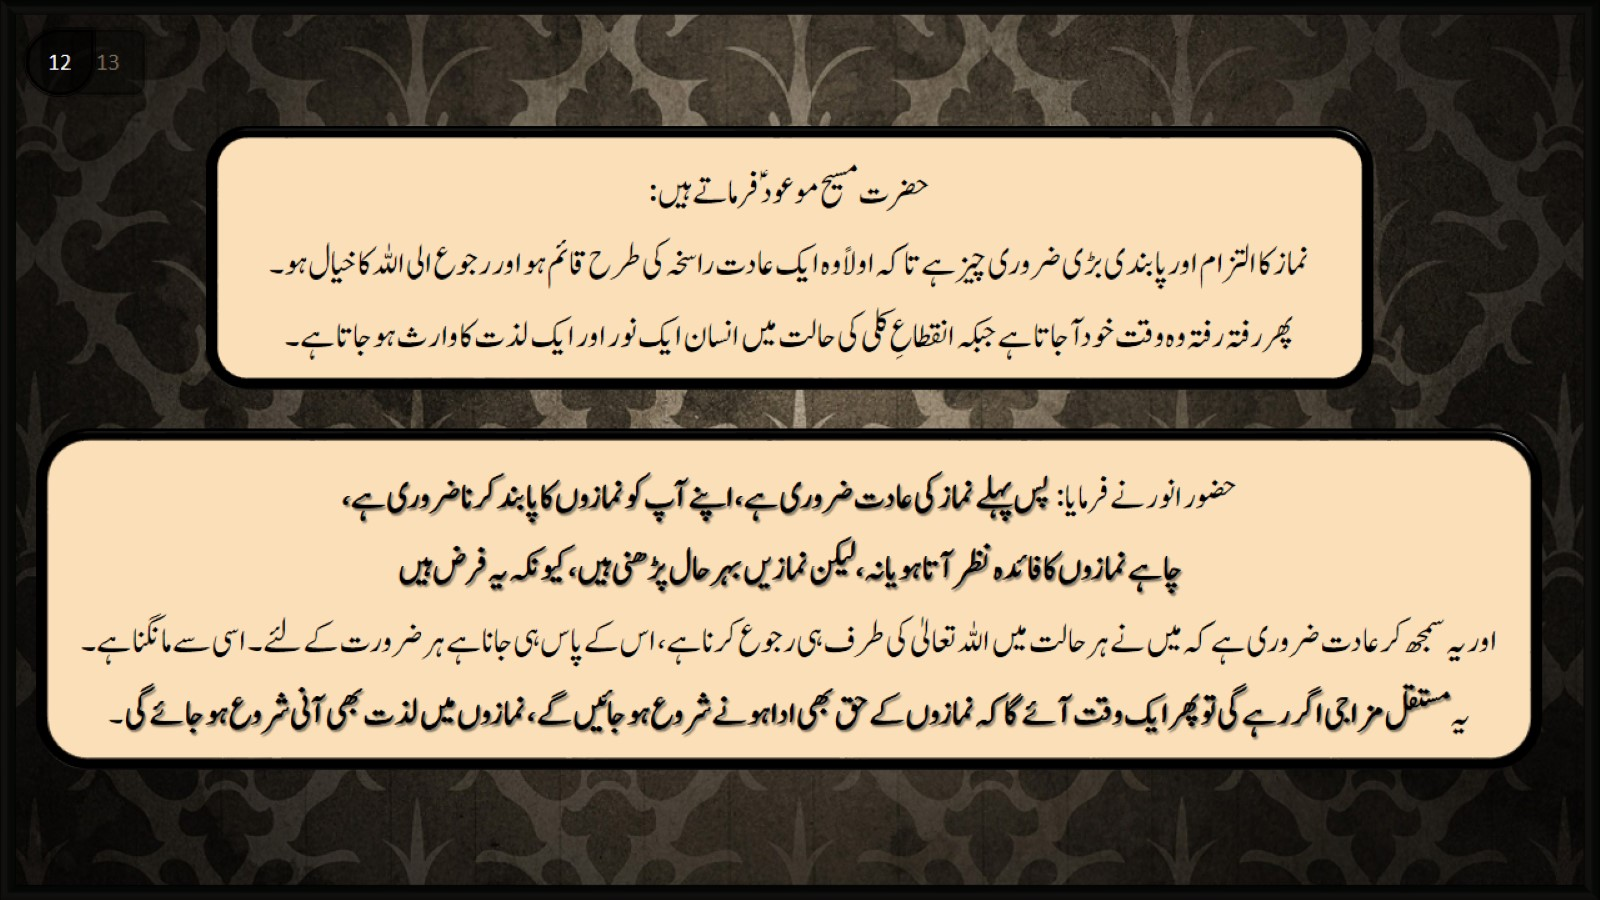 12 13
حضرت مسیح موعودؑ فرماتے ہیں:
نماز کا التزام اور پابندی بڑی ضروری چیز ہے تا کہ اولاً وہ ایک عادت راسخہ کی طرح قائم ہو اور رجوع الی اللہ کا خیال ہو۔
پھر رفتہ رفتہ وہ وقت خود آ جاتا ہے جبکہ انقطاعِ کلی کی حالت میں انسان ایک نور اور ایک لذت کا وارث ہو جاتا ہے۔
حضور انور نے فرمایا: پس پہلے نماز کی عادت ضروری ہے، اپنے آپ کو نمازوں کا پابند کرنا ضروری ہے،
چاہے نمازوں کا فائدہ نظر آتا ہو یا نہ، لیکن نمازیں بہر حال پڑھنی ہیں، کیونکہ یہ فرض ہیں
اور یہ سمجھ کر عادت ضروری ہے کہ میں نے ہر حالت میں اللہ تعالیٰ کی طرف ہی رجوع کرنا ہے، اس کے پاس ہی جانا ہے ہر ضرورت کے لئے۔ اسی سے مانگنا ہے۔
یہ مستقل مزاجی اگر رہے گی تو پھر ایک وقت آئے گا کہ نمازوں کے حق بھی ادا ہونے شروع ہو جائیں گے، نمازوں میں لذت بھی آنی شروع ہو جائے گی۔